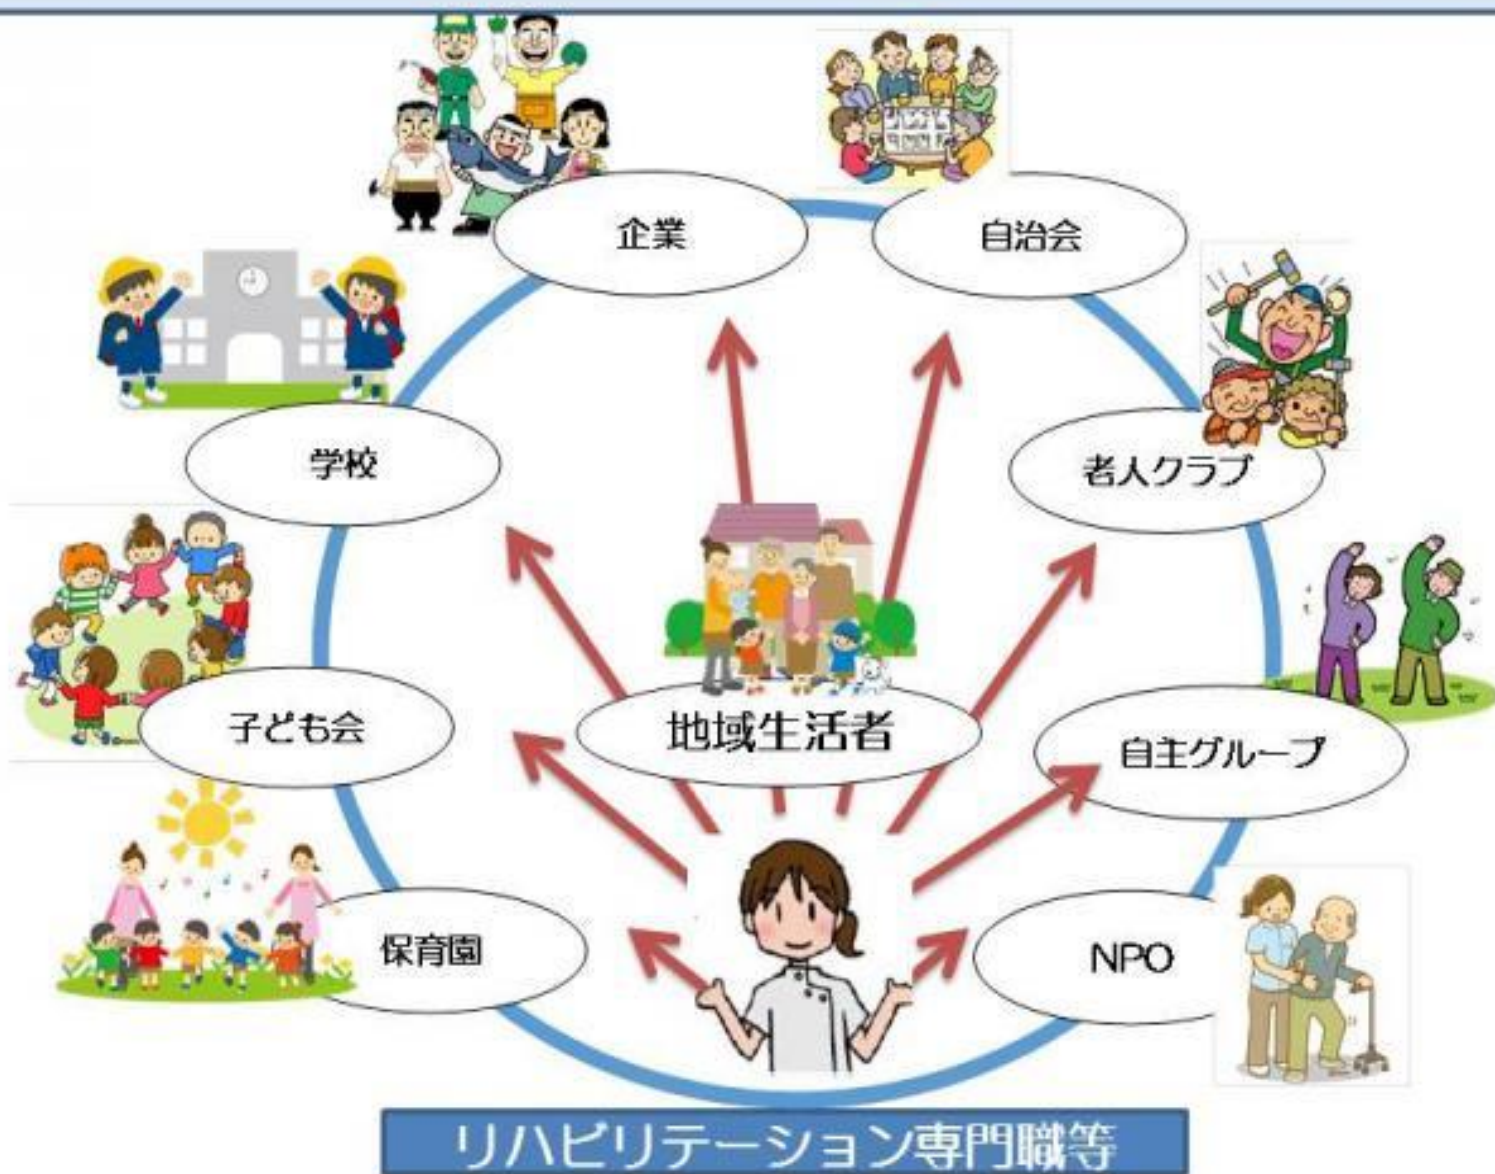 企業
自治会
学校
老人クラブ
子ども会
地域生活者
自主グループ
保育園
NPO
リハビリテーション専門職等